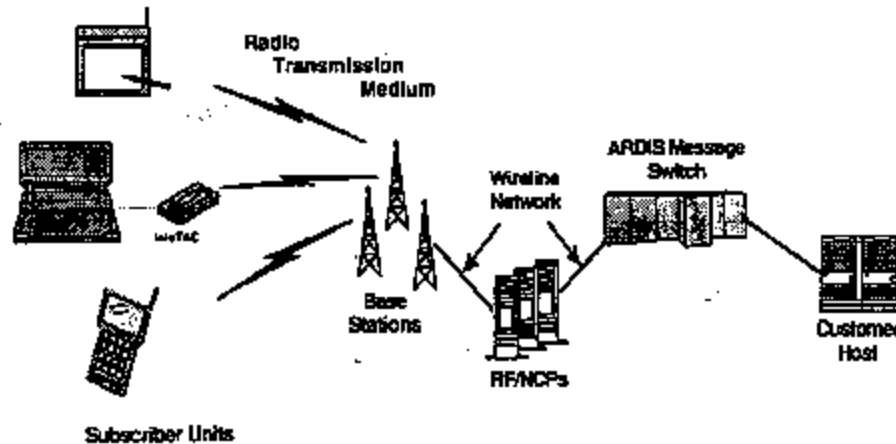 Radio
Transmission
Medium
ARDIS Message
Switch
Wireline
Network
Base
Stations
RF/NCPs
Customer
Host
Subscriber Units